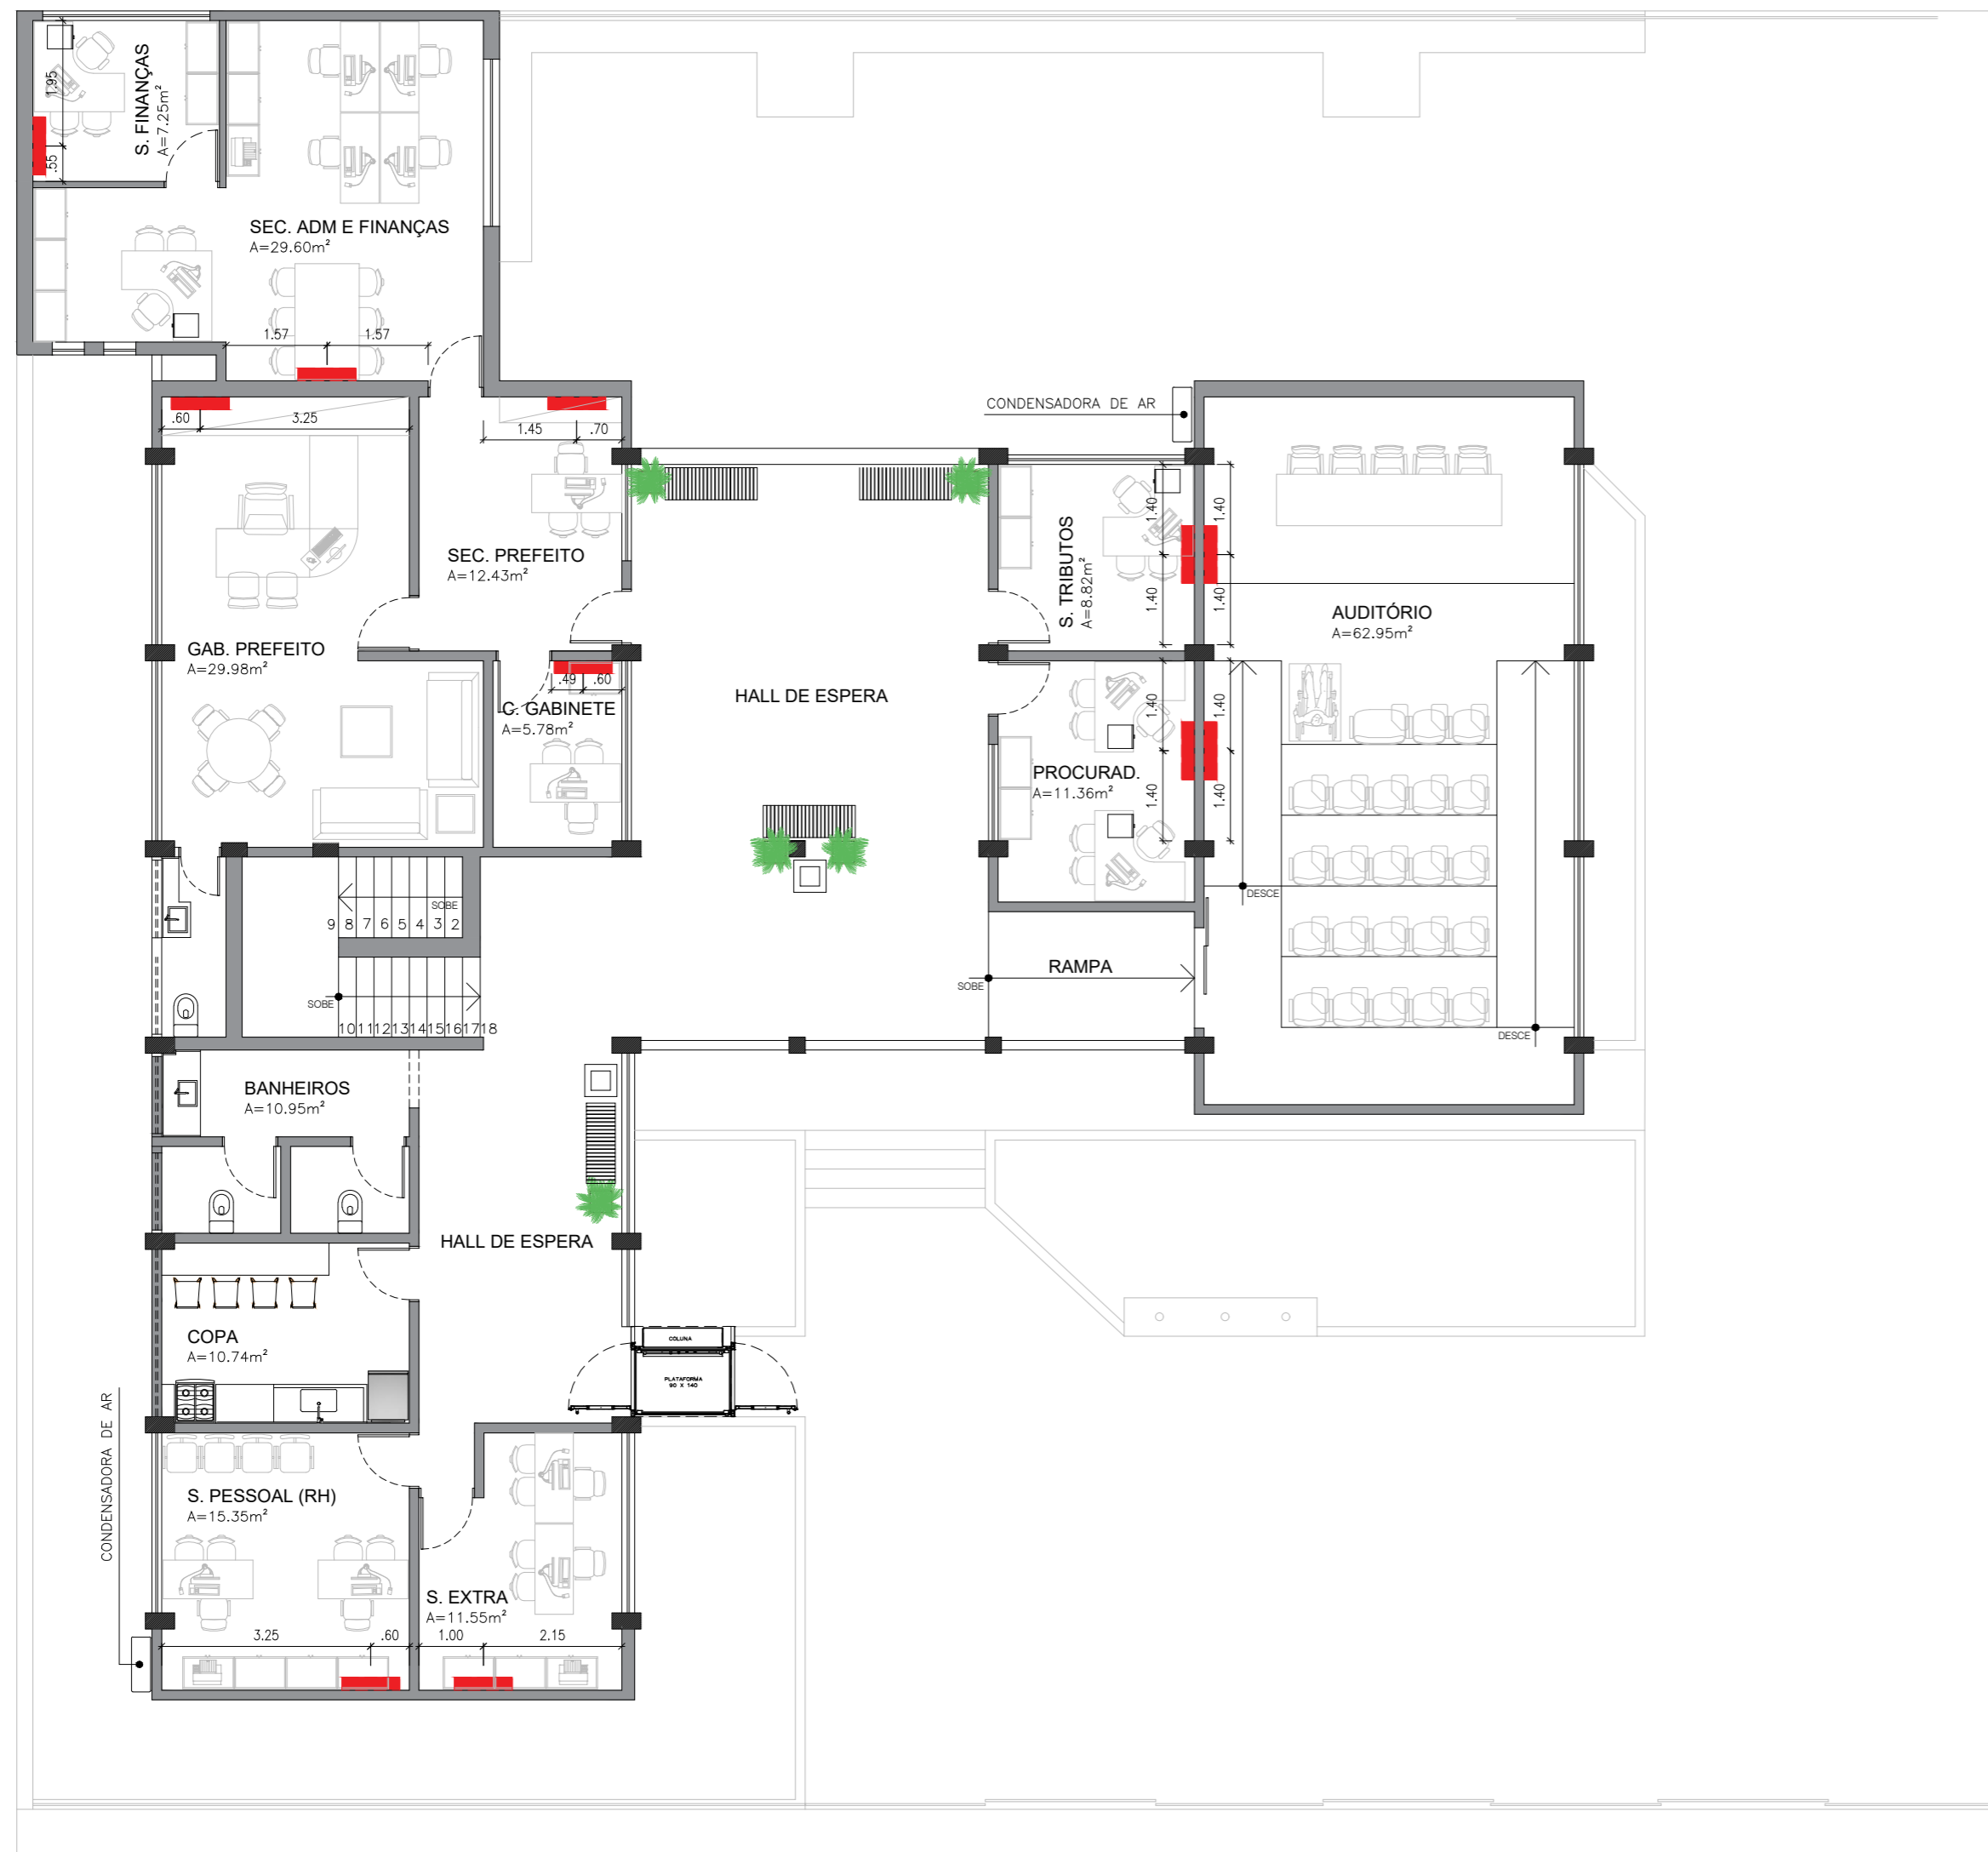 S. FINANÇAS
A=7.25m²
1.95
.55
SEC. ADM E FINANÇAS
A=29.60m²
1.57
1.57
.60
3.25
1.45
.70
CONDENSADORA DE AR
SEC. PREFEITO
A=12.43m²
S. TRIBUTOS
A=8.82m²
1.40
1.40
1.40
1.40
AUDITÓRIO
A=62.95m²
GAB. PREFEITO
A=29.98m²
.49
.60
C. GABINETE
A=5.78m²
HALL DE ESPERA
1.40
1.40
1.40
1.40
PROCURAD.
A=11.36m²
DESCE
SOBE
9 8 7 6 5 4 3 2
SOBE
10 11 12 13 14 15 16 17 18
RAMPA
SOBE
DESCE
BANHEIROS
A=10.95m²
HALL DE ESPERA
COPA
A=10.74m²
COLUNA
PLATAFORMA
90 X 140
CONDENSADORA DE AR
S. PESSOAL (RH)
A=15.35m²
S. EXTRA
A=11.55m²
3.25
.60
1.00
2.15